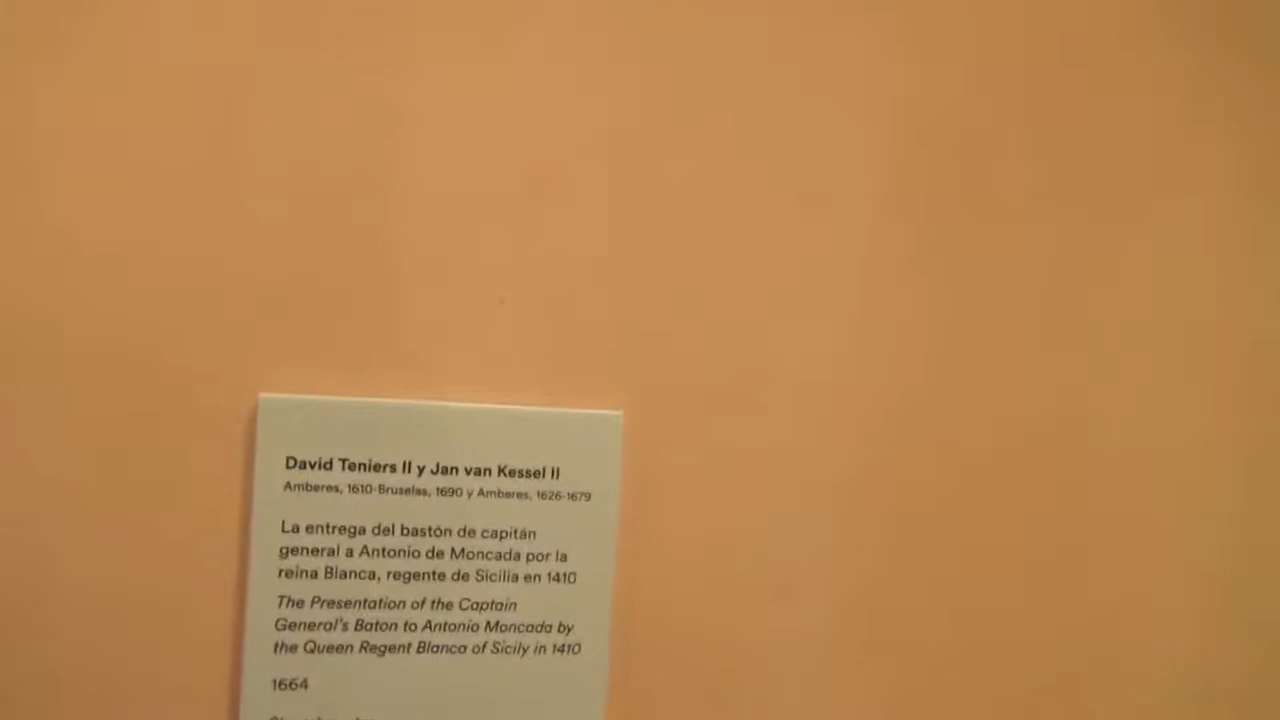 David Teniers II y Jan van Kessel II
Amberes, 1610-Bruselas, 1690 y Amberes, 1626-1679
La entrega del bastón de capitán
general a Antonio de Moncada por la
reina Blanca, regente de Sicilia en 1410
The Presentation of the Captain
General's Baton to Antonio Moncada by
the Queen Regent Blanca of Sicily in 1410
1664